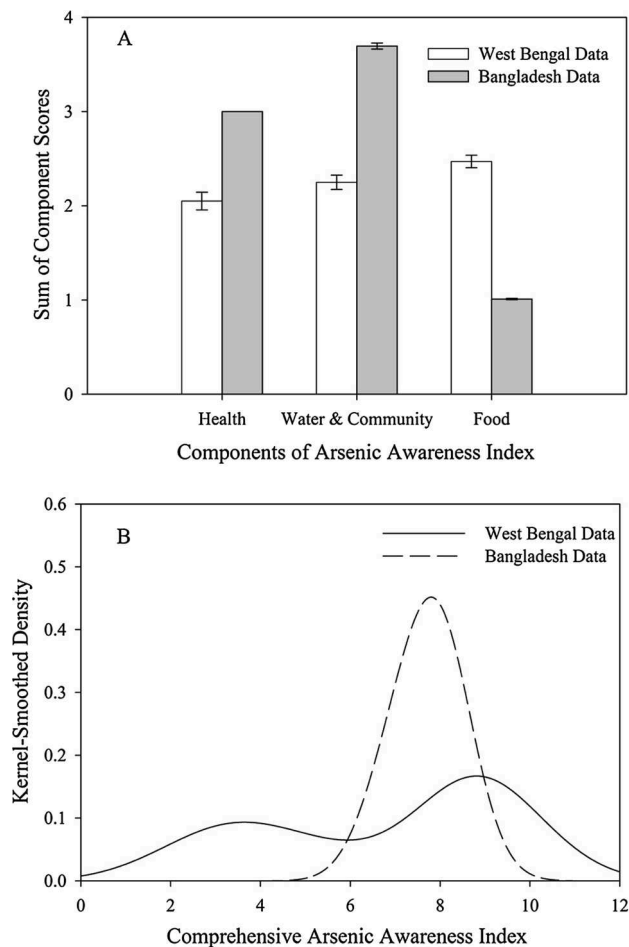 A
West Bengal Data
Bangladesh Data
4
3
2
1
0
Sum of Component Scores
Health Water & Community Food
Components of Arsenic Awareness Index
B
West Bengal Data
Bangladesh Data
0.6
0.5
0.4
0.3
0.2
0.1
0.0
Kernel-Smoothed Density
0 2 4 6 8 10 12
Comprehensive Arsenic Awareness Index